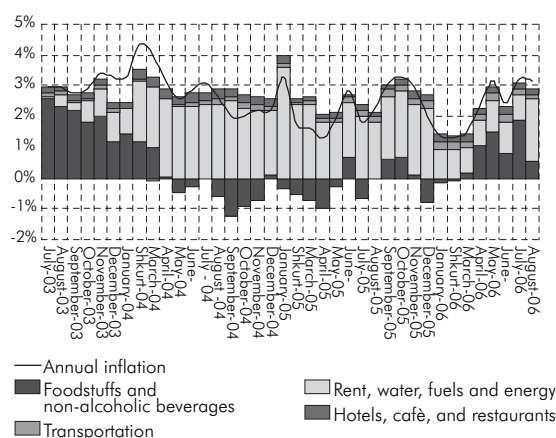 5%
4%
3%
2%
1%
0%
-1%
-2%
July-03
August-03
September-03
October-03
November-03
December-03
January-04
Shkurt-04
March-04
April-04
May-04
June-
July - 04
August -04
September-04
October-04
November-04
December-04
January-05
Shkurt-05
March-05
April-05
May-05
June-
July-05
August-05
September-05
October-05
November-05
December-05
January-06
Shkurt-06
March-06
April-06
May-06
June-
July-06
August-06
Annual inflation
Foodstuffs and
non-alcoholic beverages
Transportation
Rent, water, fuels and energy
Hotels, cafè, and restaurants